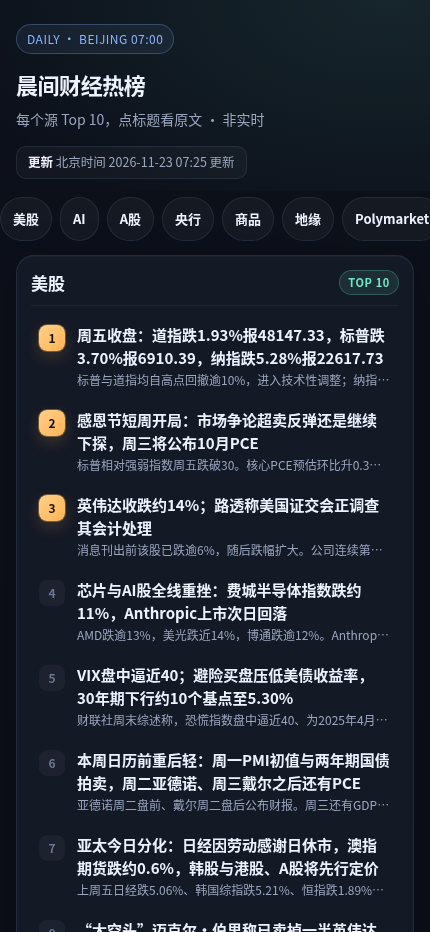 DAILY · BEIJING 07:00
晨间财经热榜
每个源 Top 10，点标题看原文 · 非实时
更新 北京时间 2026-11-23 07:25 更新
美股 AI A股 央行 商品 地缘 Polymarket
美股 TOP 10
1 周五收盘：道指跌1.93%报48147.33，标普跌
3.70%报6910.39，纳指跌5.28%报22617.73
标普与道指均自高点回撤逾10%，进入技术性调整；纳指…
2 感恩节短周开局：市场争论超卖反弹还是继续
下探，周三将公布10月PCE
标普相对强弱指数周五跌破30。核心PCE预估环比升0.3…
3 英伟达收跌约14%；路透称美国证交会正调查
其会计处理
消息刊出前该股已跌逾6%，随后跌幅扩大。公司连续第…
4 芯片与AI股全线重挫：费城半导体指数跌约
11%，Anthropic上市次日回落
AMD跌逾13%，美光跌近14%，博通跌逾12%。Anthrop…
5 VIX盘中逼近40；避险买盘压低美债收益率，
30年期下行约10个基点至5.30%
财联社周末综述称，恐慌指数盘中逼近40、为2025年4月…
6 本周日历前重后轻：周一PMI初值与两年期国债
拍卖，周二亚德诺、周三戴尔之后还有PCE
亚德诺周二盘前、戴尔周二盘后公布财报。周三还有GDP…
7 亚太今日分化：日经因劳动感谢日休市，澳指
期货跌约0.6%，韩股与港股、A股将先行定价
上周五日经跌5.06%、韩国综指跌5.21%、恒指跌1.89%…
“大空头”迈克尔·伯里称已卖掉一半英伟达